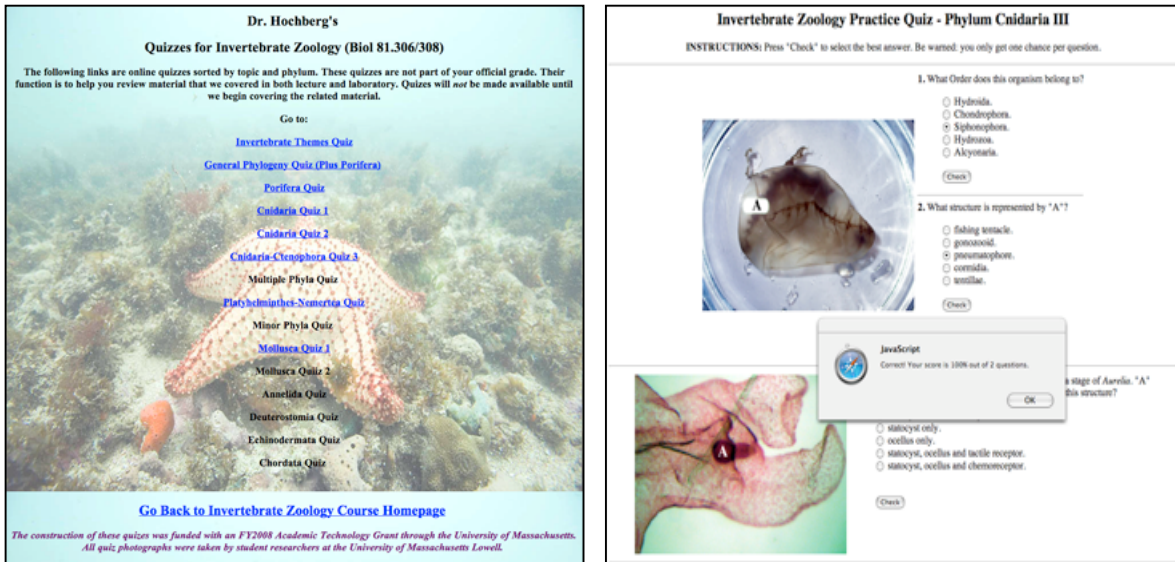 Dr. Hochberg's
Quizzes for Invertebrate Zoology (Biol 81.306/308)
The following links are online quizzes sorted by topic and phylum. These quizzes are not part of your official grade. Their
function is to help you review material that we covered in both lecture and laboratory. Quizes will not be made available until
we begin covering the related material.
Go to:
Invertebrate Themes Quiz
General Phylogeny Quiz (Plus Porifera)
Porifera Quiz
Cnidaria Quiz 1
Cnidaria Quiz 2
Cnidaria-Ctenophora Quiz 3
Multiple Phyla Quiz
Platyhelminthes-Nemertea Quiz
Minor Phyla Quiz
Mollusca Quiz 1
Mollusca Quiz 2
Annelida Quiz
Deuterostomia Quiz
Echinodermata Quiz
Chordata Quiz
Go Back to Invertebrate Zoology Course Homepage
The construction of these quizes was funded with an FY2008 Academic Technology Grant through the University of Massachusetts.
All quiz photographs were taken by student researchers at the University of Massachusetts Lowell.
Invertebrate Zoology Practice Quiz - Phylum Cnidaria III
INSTRUCTIONS: Press "Check" to select the best answer. Be warned: you only get one chance per question.
1. What Order does this organism belong to?
Hydroida.
Chondrophora.
Siphonophora.
Hydrozoa.
Alcyonaria.
Check
A
2. What structure is represented by "A"?
fishing tentacle.
gonozooid.
pneumatophore.
cormidia.
tentillae.
Check
JavaScript
Correct! Your score is 100% out of 2 questions.
OK
a stage of Aurelia. "A"
this structure?
statocyst only.
ocellus only.
statocyst, ocellus and tactile receptor.
statocyst, ocellus and chemoreceptor.
A
Check